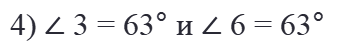 4) ∠ 3 = 63° и ∠ 6 = 63°